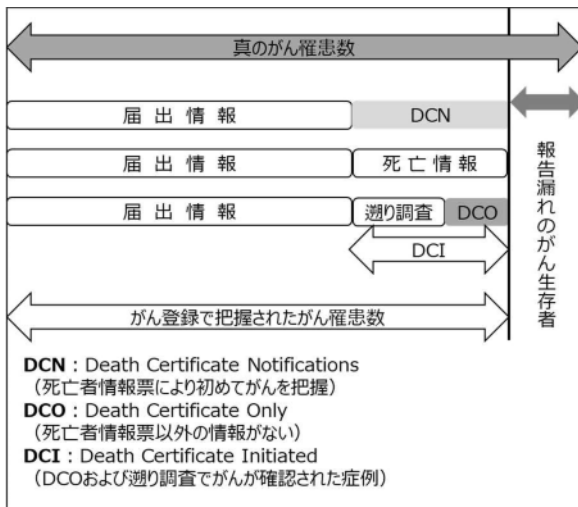 真のがん罹患数
届出情報 DCN
届出情報 死亡情報
届出情報 遡り調査 DCO
DCI
がん登録で把握されたがん罹患数
報告漏れのがん生存者
DCN : Death Certificate Notifications
（死亡者情報票により初めてがんを把握）
DCO : Death Certificate Only
（死亡者情報票以外の情報がない）
DCI : Death Certificate Initiated
（DCOおよび遡り調査でがんが確認された症例）